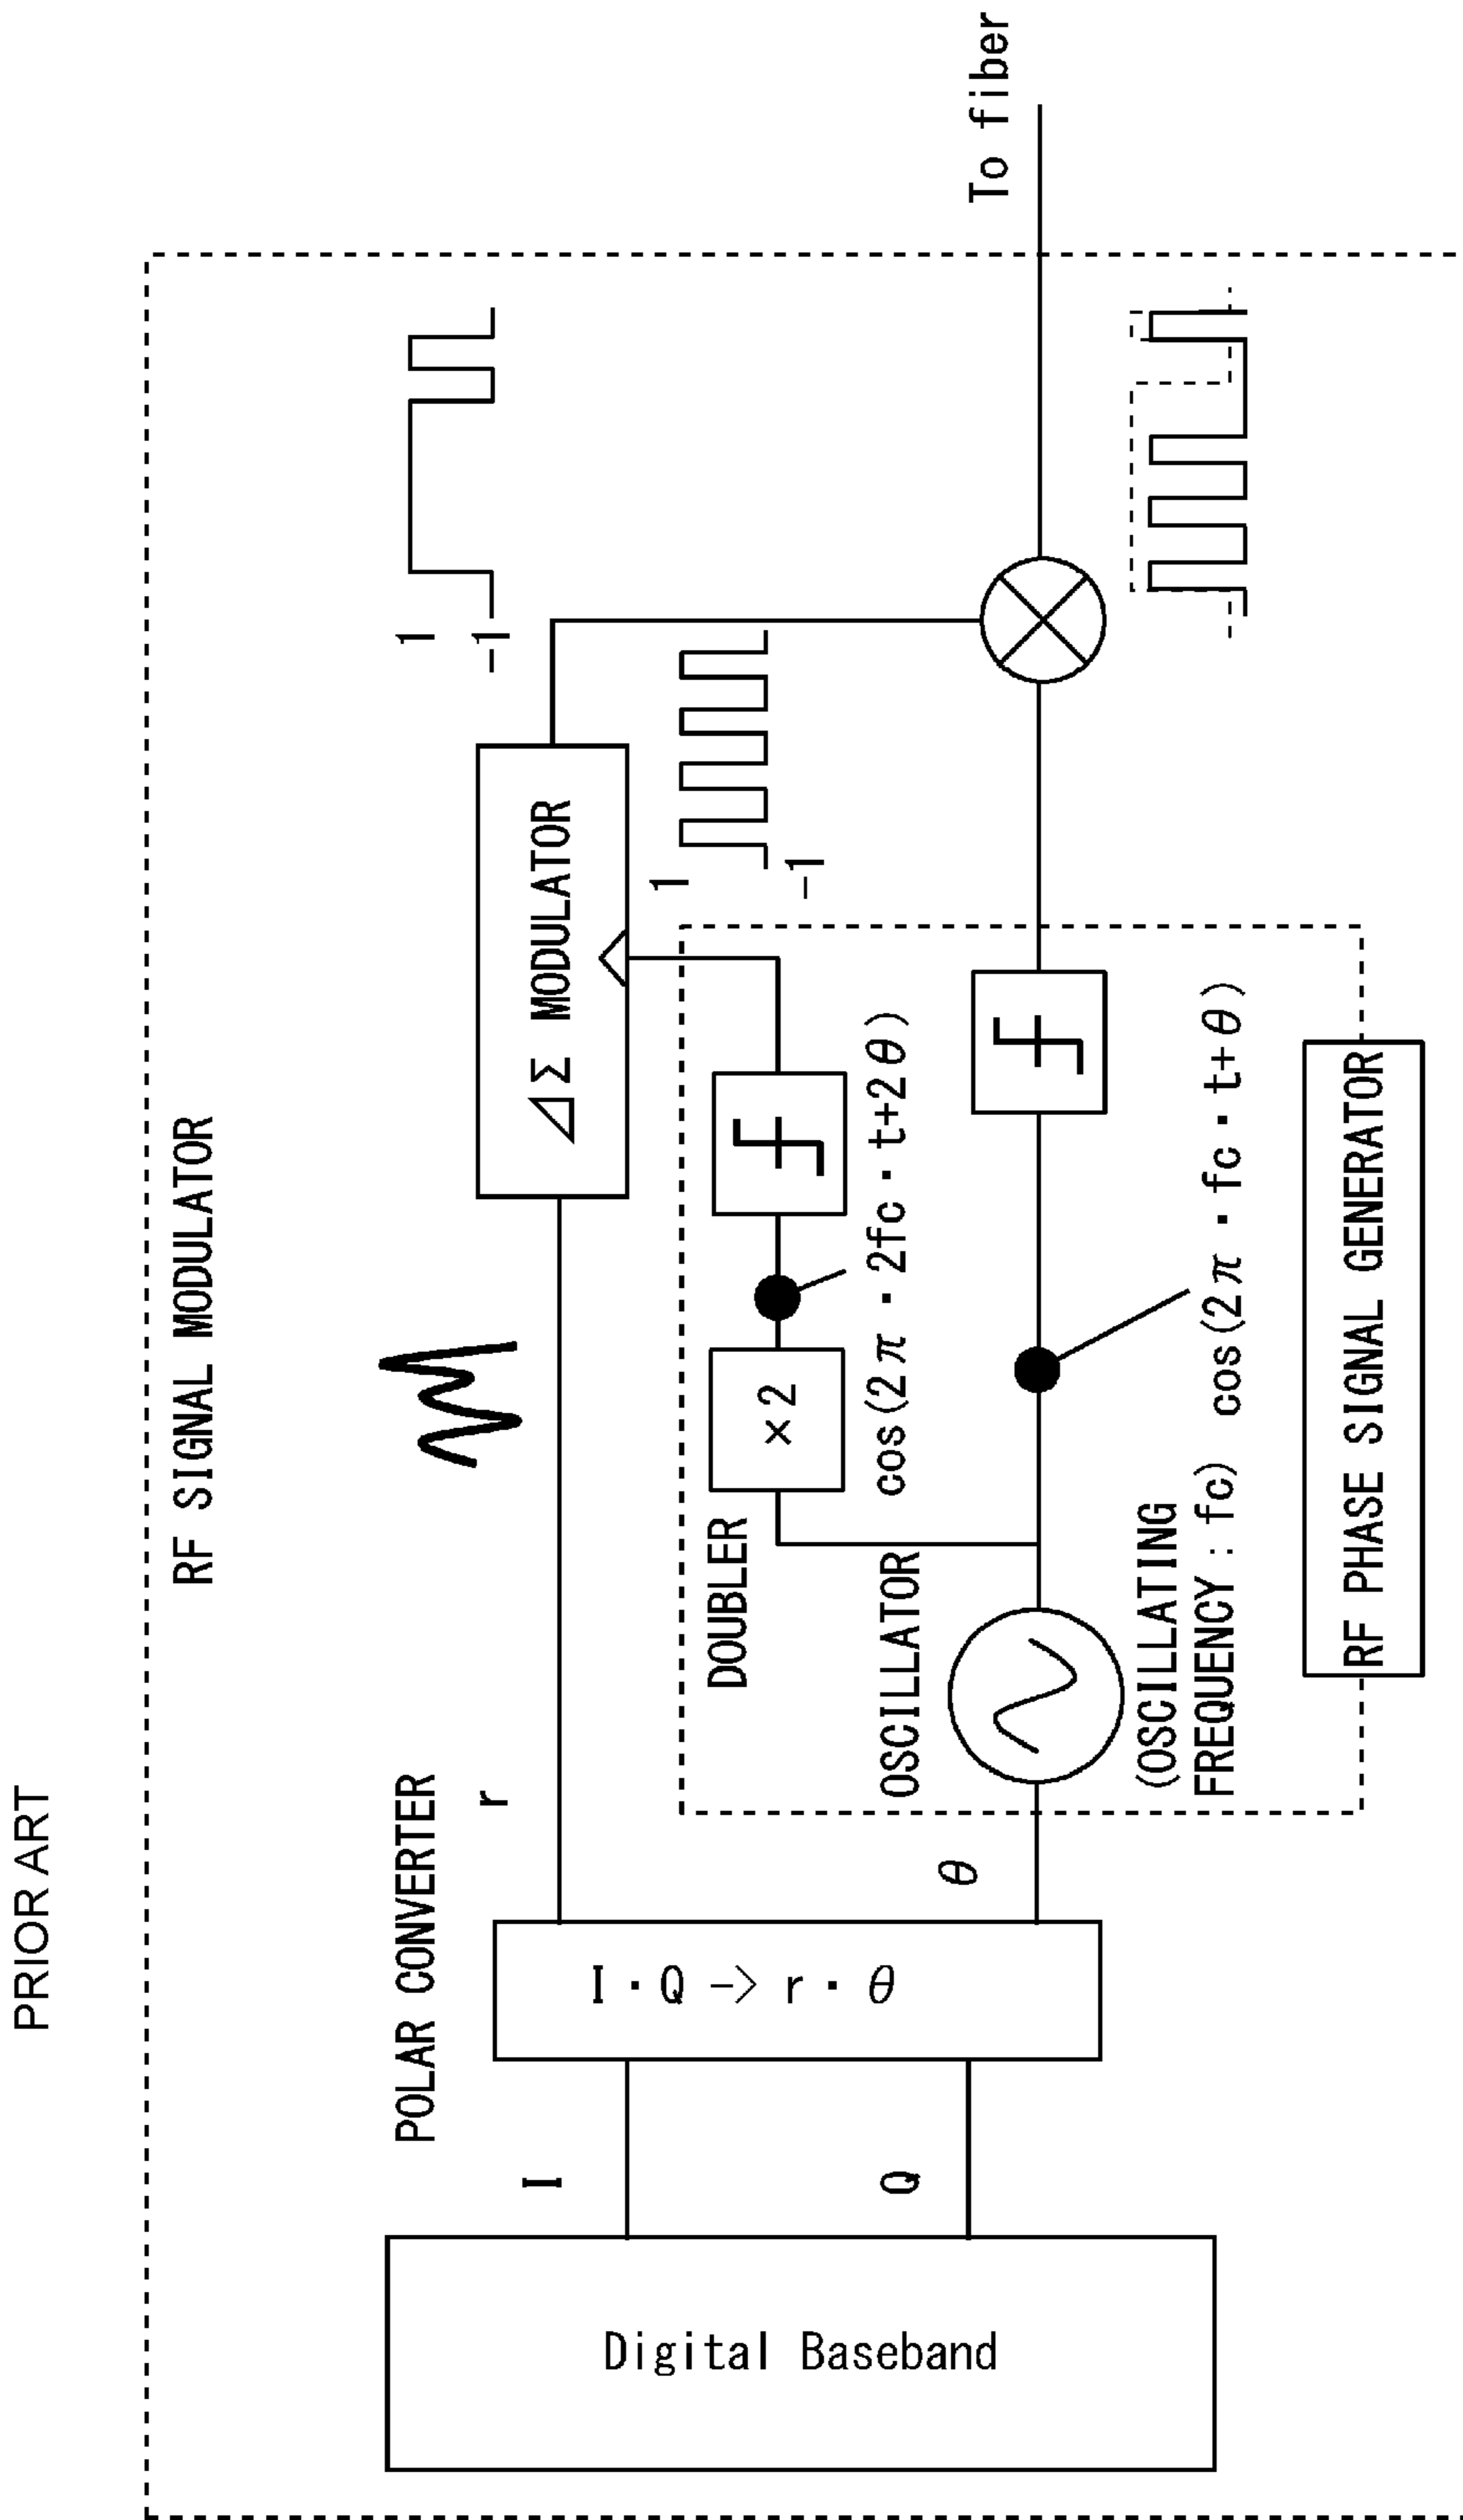 PRIOR ART
RF SIGNAL MODULATOR
POLAR CONVERTER
Digital Baseband
I
Q
I・Q->r・θ
r
θ
ΔΣ MODULATOR
1
-1
1
-1
DOUBLER
×2
cos(2π・2fc・t+2θ)
OSCILLATOR
(OSCILLATING
FREQUENCY:fc)
cos(2π・fc・t+θ)
RF PHASE SIGNAL GENERATOR
To fiber